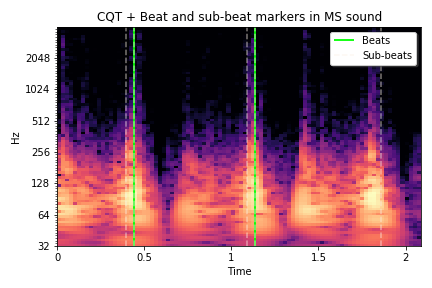 CQT + Beat and sub-beat markers in MS sound
Beats
Sub-beats
Hz
2048
1024
512
256
128
64
32
0
0.5
1
1.5
2
Time